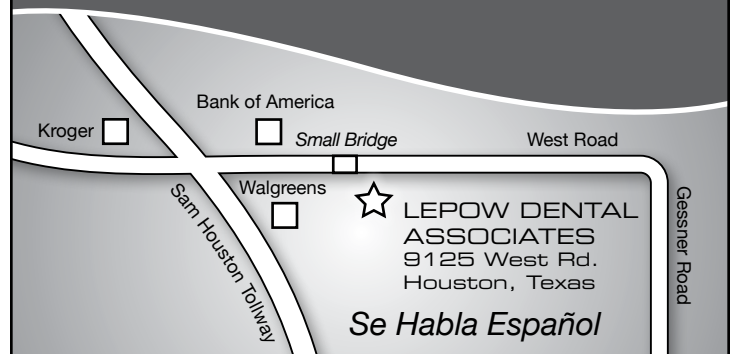 Bank of America
Kroger
Small Bridge
West Road
Walgreens
Sam Houston Tollway
LEPOW DENTAL
ASSOCIATES
9125 West Rd.
Houston, Texas
Gessner Road
Se Habla Español